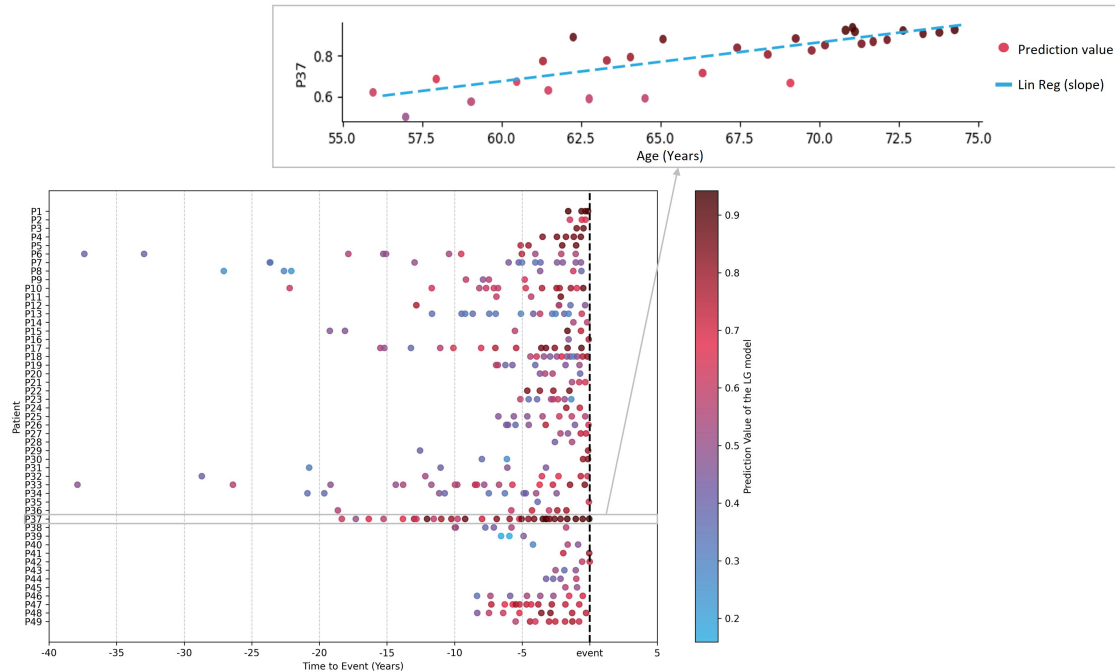 P37
0.8
0.6
55.0 57.5 60.0 62.5 65.0 67.5 70.0 72.5 75.0
Age (Years)
Prediction value
Lin Reg (slope)
Patient
P1
P2
P3
P4
P5
P6
P7
P8
P9
P10
P11
P12
P13
P14
P15
P16
P17
P18
P19
P20
P21
P22
P23
P24
P25
P26
P27
P28
P29
P30
P31
P32
P33
P34
P35
P36
P37
P38
P39
P40
P41
P42
P43
P44
P45
P46
P47
P48
P49
-40 -35 -30 -25 -20 -15 -10 -5 event 5
Time to Event (Years)
0.9
0.8
0.7
0.6
0.5
0.4
0.3
0.2
Prediction Value of the LG model